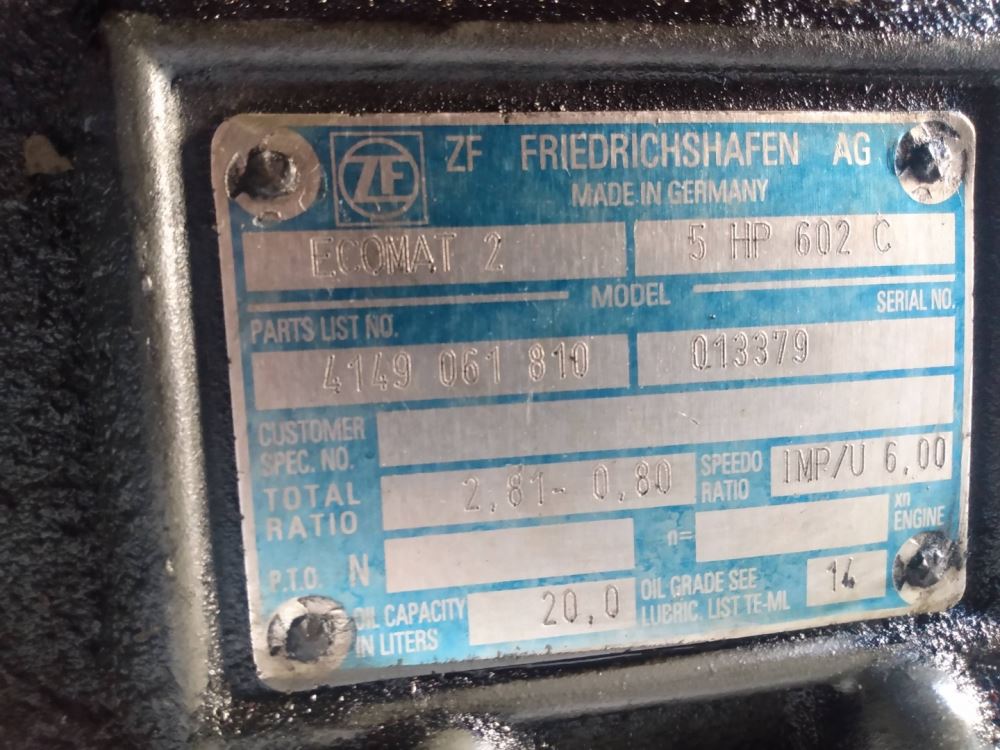 ZF ZF FRIEDRICHSHAFEN AG
MADE IN GERMANY
ECOMAT 2 5 HP 602 C
MODEL
PARTS LIST NO. SERIAL NO.
4149 061 810 013379
CUSTOMER
SPEC. NO.
TOTAL
RATIO 2,81- 0,80 SPEEDO
RATIO IMP/U 6,00
P.T.O. N n= xn
ENGINE
OIL CAPACITY
IN LITERS 20,0 OIL GRADE SEE
LUBRIC. LIST TE-ML 14